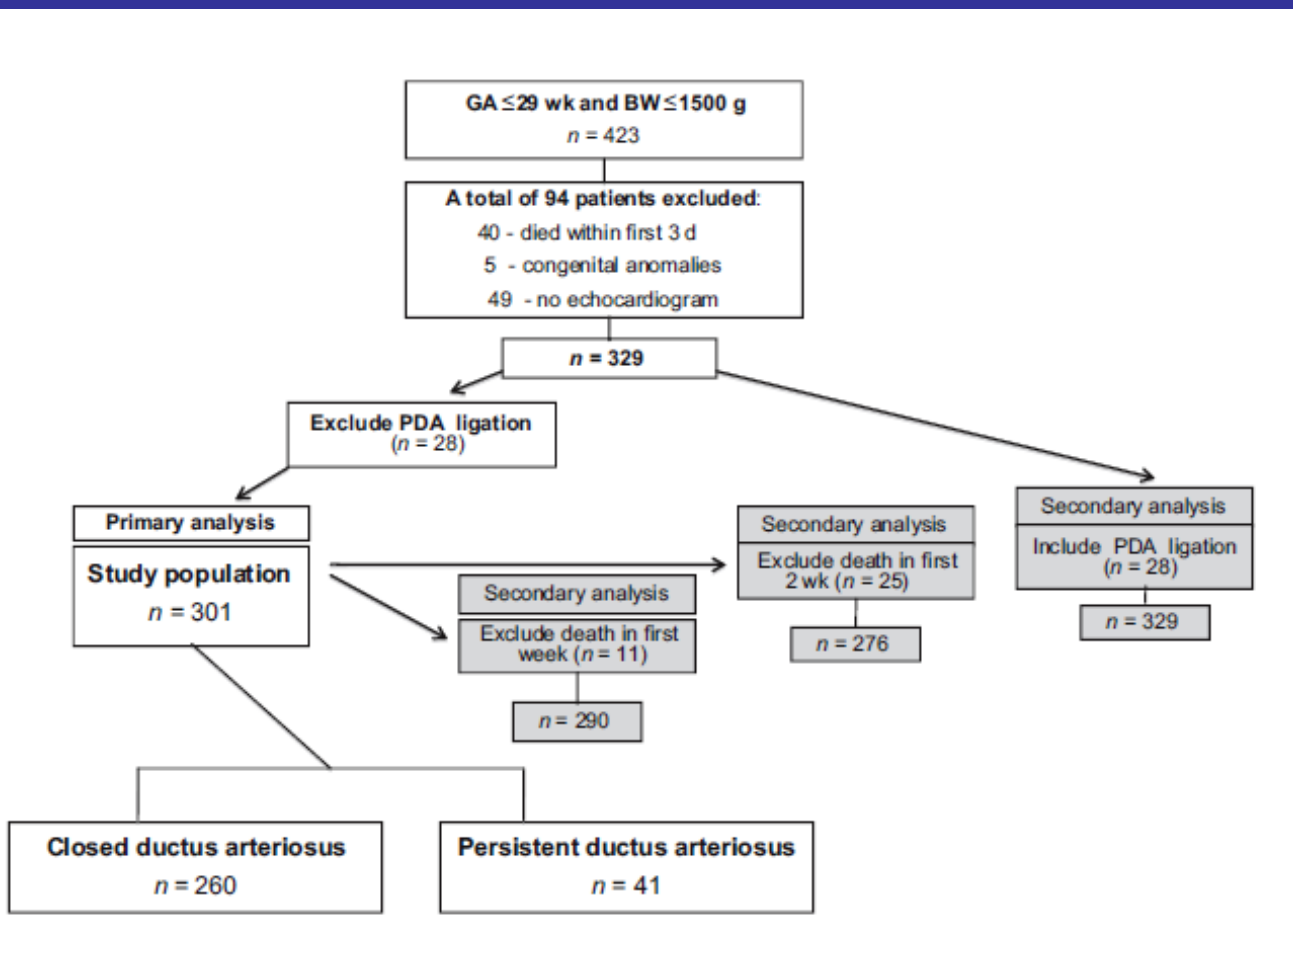 GA ≤29 wk and BW ≤1500 g
n = 423
A total of 94 patients excluded:
40 - died within first 3 d
5 - congenital anomalies
49 - no echocardiogram
n = 329
Exclude PDA ligation
(n = 28)
Primary analysis
Study population
n = 301
Secondary analysis
Exclude death in first
week (n = 11)
n = 290
Secondary analysis
Exclude death in first
2 wk (n = 25)
n = 276
Secondary analysis
Include PDA ligation
(n = 28)
n = 329
Closed ductus arteriosus
n = 260
Persistent ductus arteriosus
n = 41